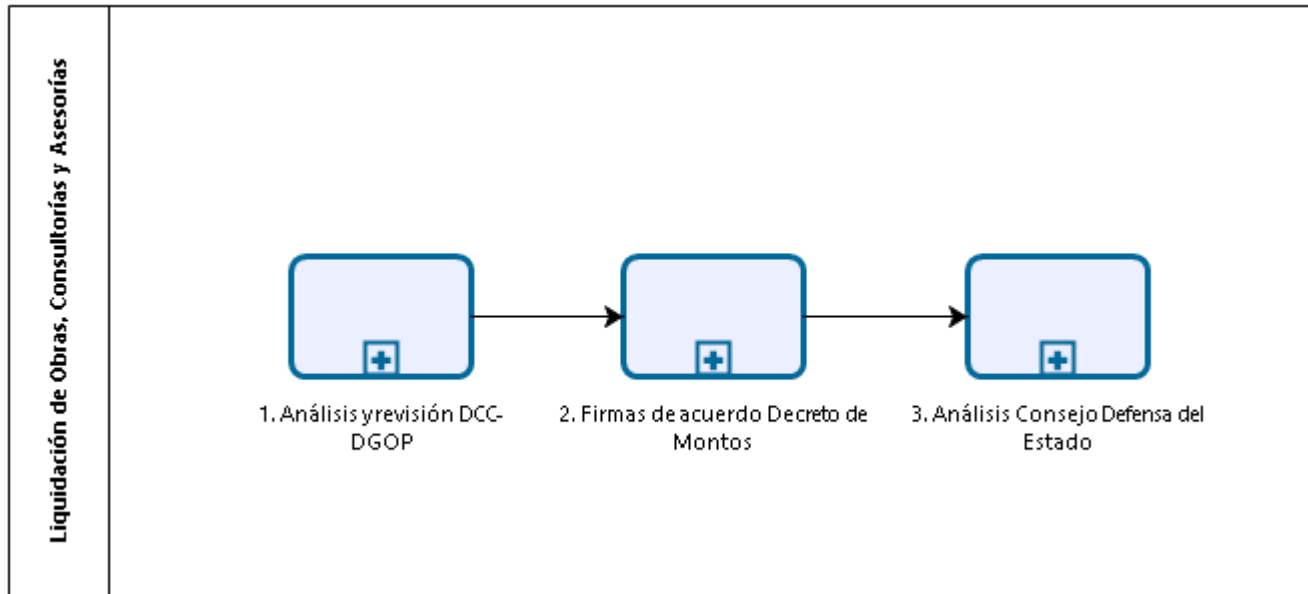 Liquidación de Obras, Consultorías y Asesorías
1. Análisis y revisión DCC-
DGOP
2. Firmas de acuerdo Decreto de
Montos
3. Análisis Consejo Defensa del
Estado